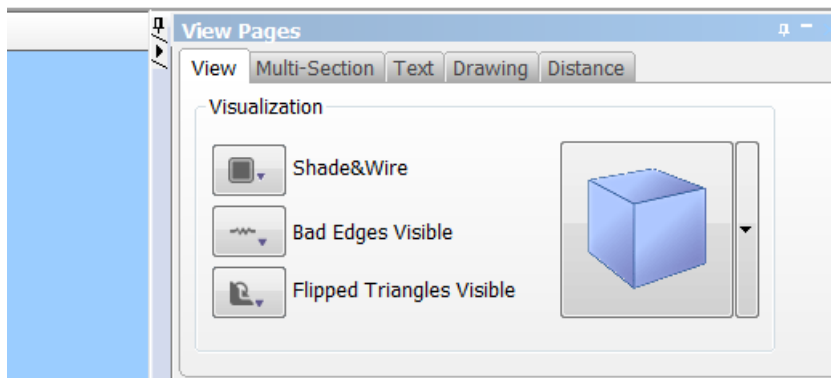 View Pages
View Multi-Section Text Drawing Distance
Visualization
Shade&Wire
Bad Edges Visible
Flipped Triangles Visible